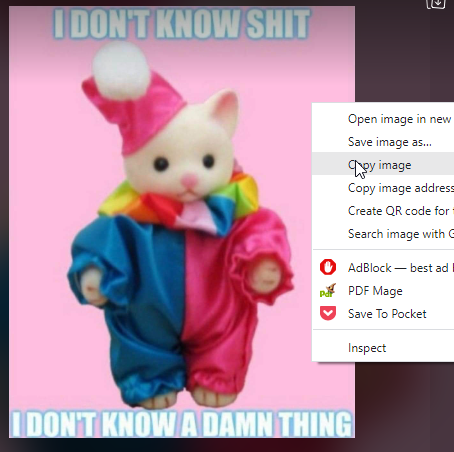 I DON'T KNOW SHIT
Open image in new
Save image as...
Copy image
Copy image address
Create QR code for
Search image with
AdBlock — best ad
PDF Mage
Save To Pocket
Inspect
I DON'T KNOW A DAMN THING